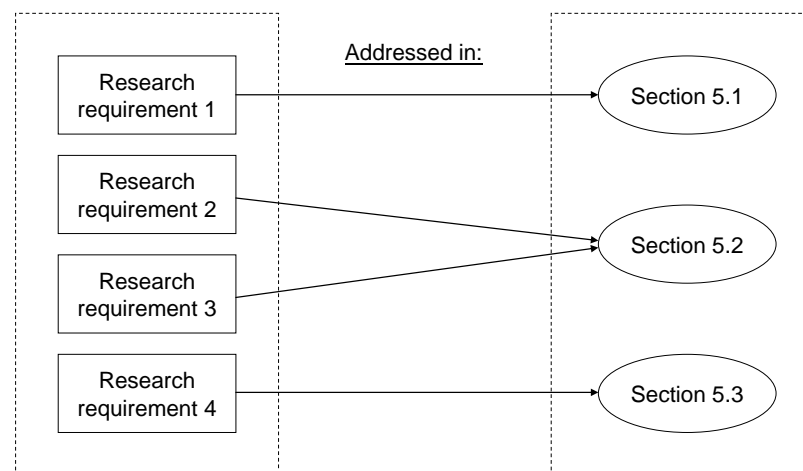 Addressed in:
Research
requirement 1
Section 5.1
Research
requirement 2
Section 5.2
Research
requirement 3
Research
requirement 4
Section 5.3